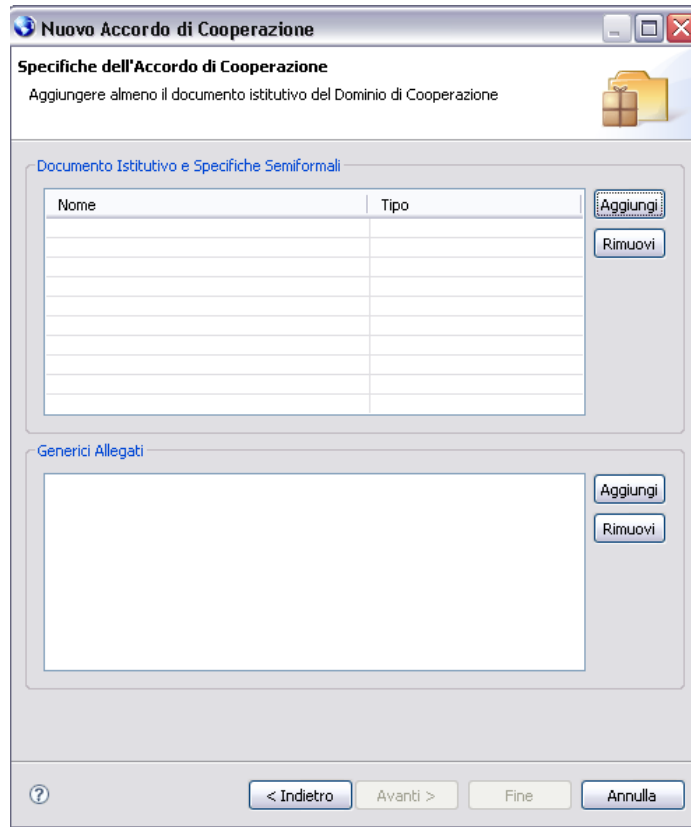 Nuovo Accordo di Cooperazione
Specifiche dell'Accordo di Cooperazione
Aggiungere almeno il documento istitutivo del Dominio di Cooperazione
Documento Istitutivo e Specifiche Semiformali
Nome Tipo Aggiungi
Rimuovi
Generici Allegati
Aggiungi
Rimuovi
? < Indietro Avanti > Fine Annulla